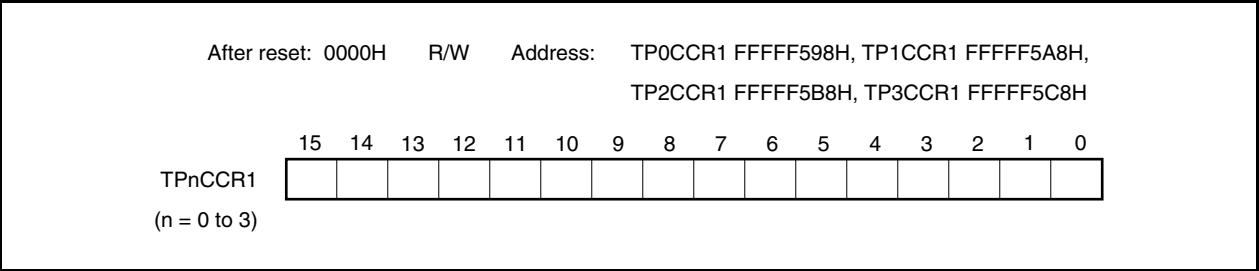 After reset: 0000H R/W Address: TP0CCR1 FFFFF598H, TP1CCR1 FFFFF5A8H,
TP2CCR1 FFFFF5B8H, TP3CCR1 FFFFF5C8H
15 14 13 12 11 10 9 8 7 6 5 4 3 2 1 0
TPnCCR1
(n = 0 to 3)